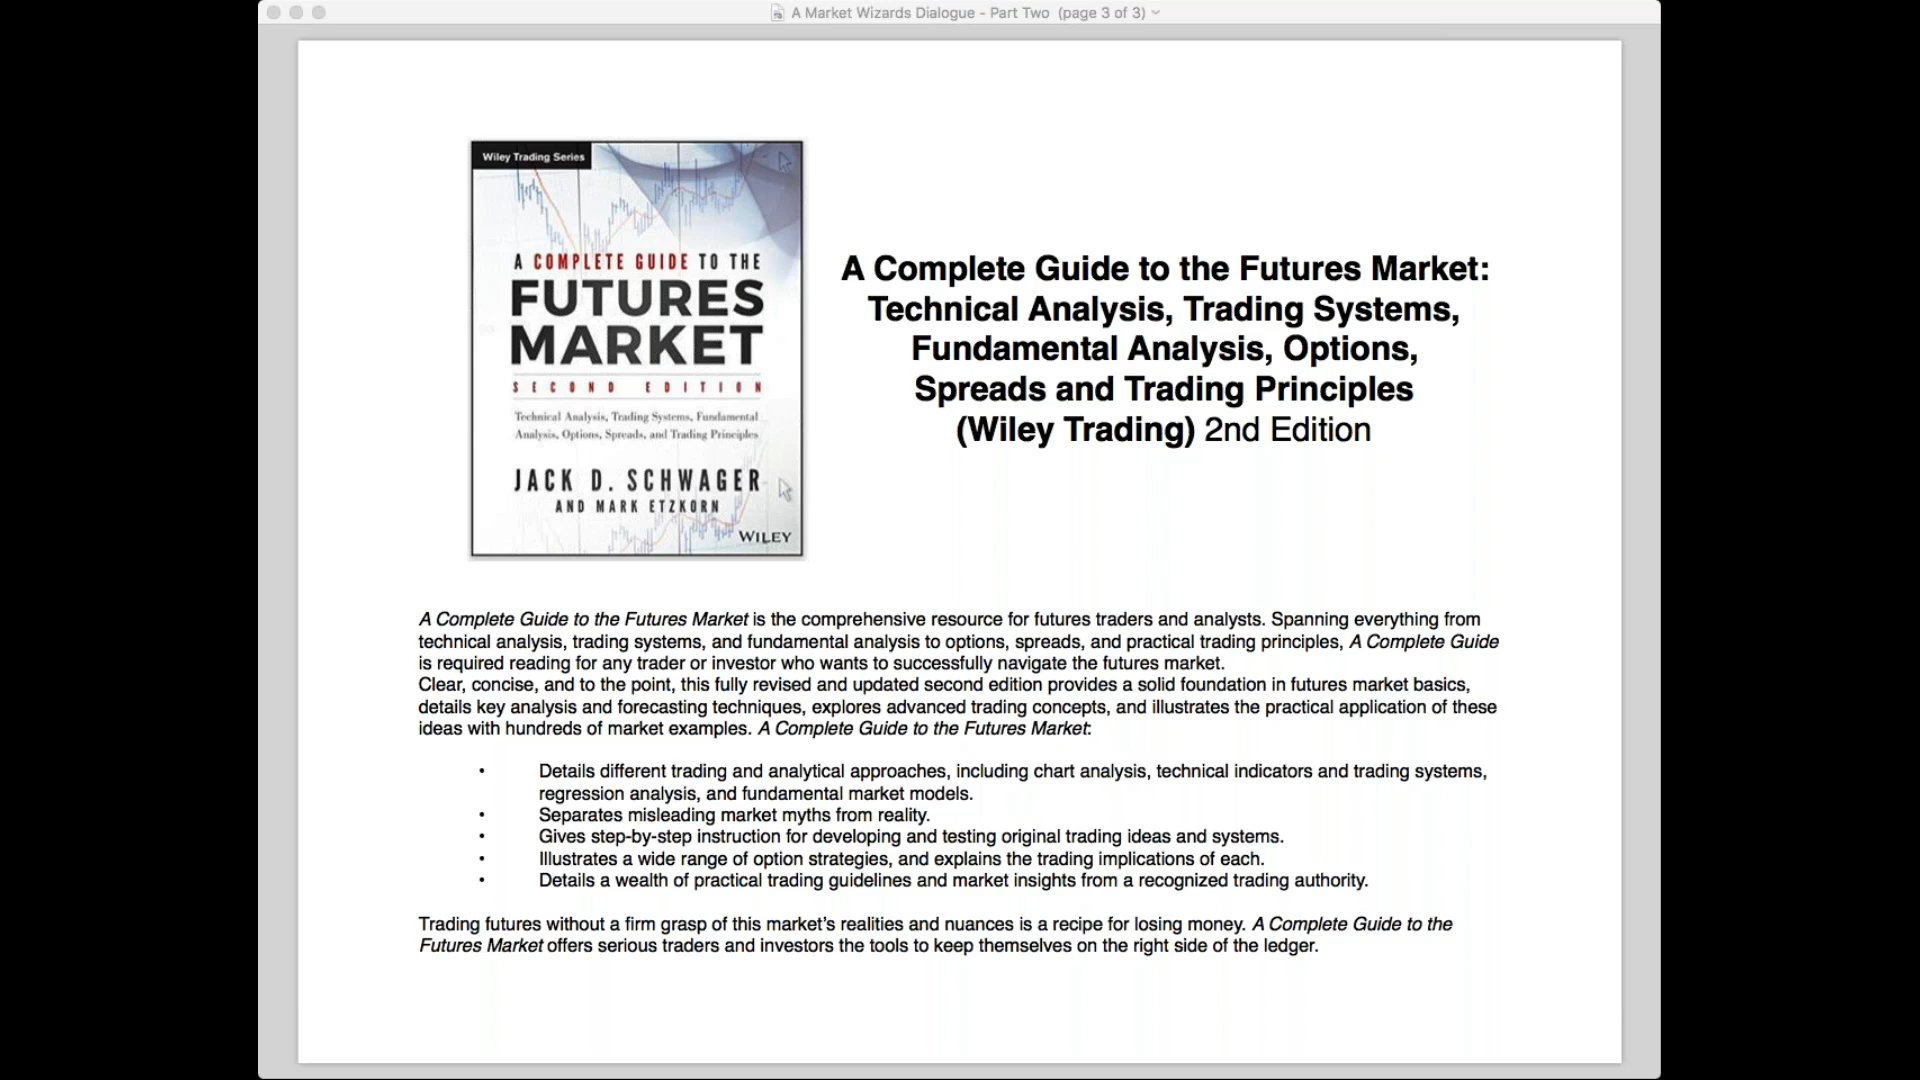 A Market Wizards Dialogue - Part Two (page 3 of 3)
Wiley Trading Series
A COMPLETE GUIDE TO THE
FUTURES
MARKET
SECOND EDITION
Technical Analysis, Trading Systems, Fundamental
Analysis, Options, Spreads, and Trading Principles
JACK D. SCHWAGER
AND MARK ETZKORN
WILEY
A Complete Guide to the Futures Market:
Technical Analysis, Trading Systems,
Fundamental Analysis, Options,
Spreads and Trading Principles
(Wiley Trading) 2nd Edition
A Complete Guide to the Futures Market is the comprehensive resource for futures traders and analysts. Spanning everything from
technical analysis, trading systems, and fundamental analysis to options, spreads, and practical trading principles, A Complete Guide
is required reading for any trader or investor who wants to successfully navigate the futures market.
Clear, concise, and to the point, this fully revised and updated second edition provides a solid foundation in futures market basics,
details key analysis and forecasting techniques, explores advanced trading concepts, and illustrates the practical application of these
ideas with hundreds of market examples. A Complete Guide to the Futures Market:
• Details different trading and analytical approaches, including chart analysis, technical indicators and trading systems,
regression analysis, and fundamental market models.
• Separates misleading market myths from reality.
• Gives step-by-step instruction for developing and testing original trading ideas and systems.
• Illustrates a wide range of option strategies, and explains the trading implications of each.
• Details a wealth of practical trading guidelines and market insights from a recognized trading authority.
Trading futures without a firm grasp of this market's realities and nuances is a recipe for losing money. A Complete Guide to the
Futures Market offers serious traders and investors the tools to keep themselves on the right side of the ledger.